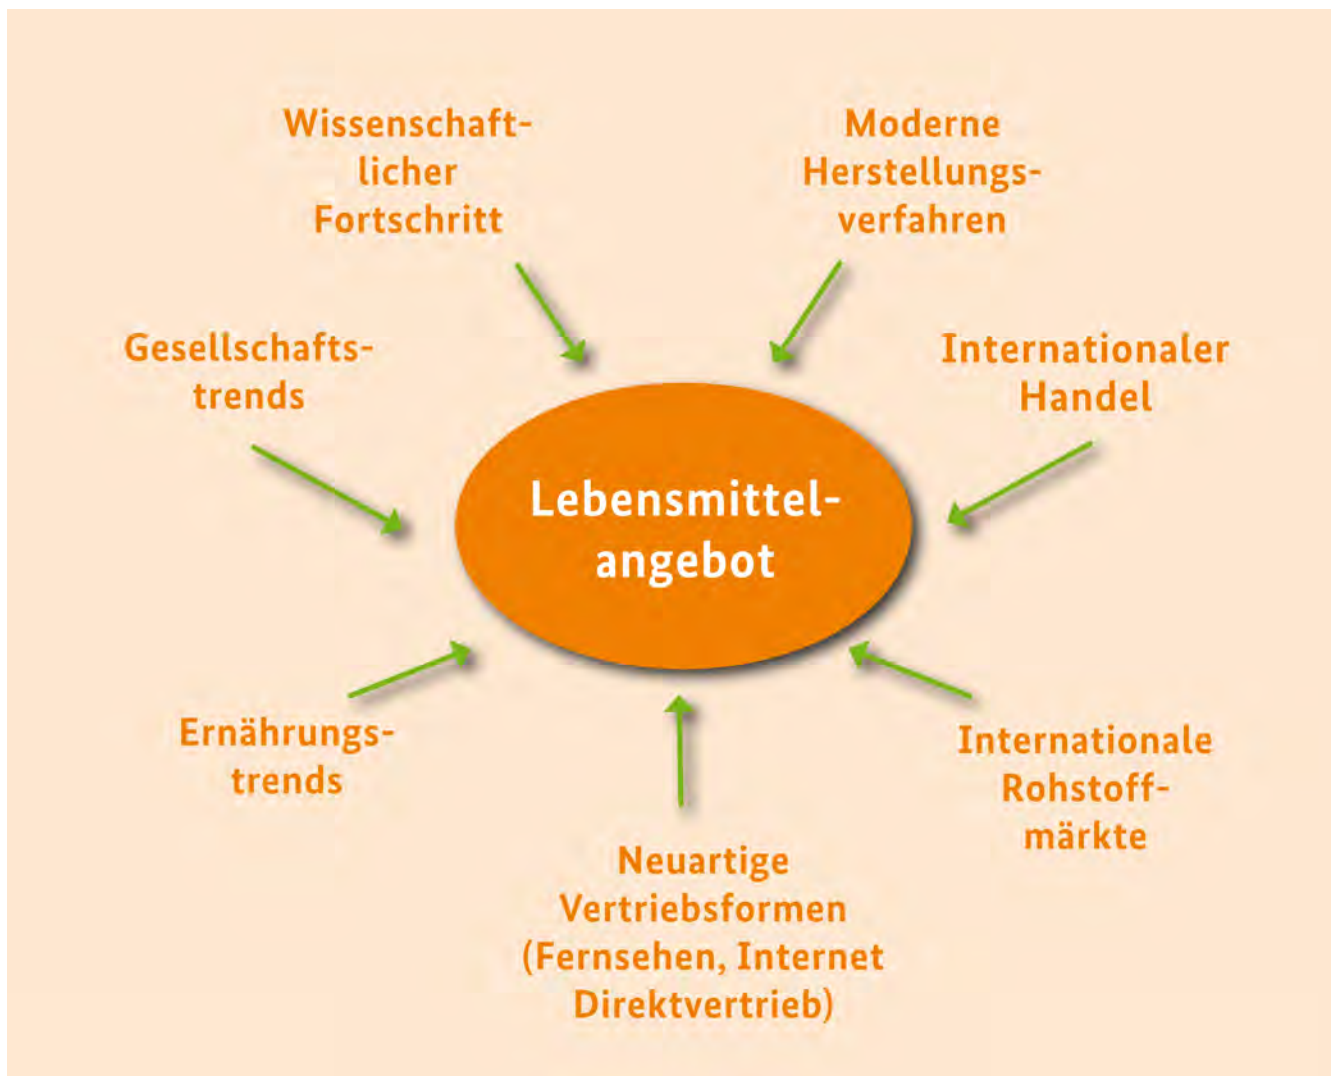 Wissenschaft-
licher
Fortschritt
Moderne
Herstellungs-
verfahren
Gesellschafts-
trends
Internationaler
Handel
Lebensmittel-
angebot
Ernährungs-
trends
Internationale
Rohstoff-
märkte
Neuartige
Vertriebsformen
(Fernsehen, Internet
Direktvertrieb)